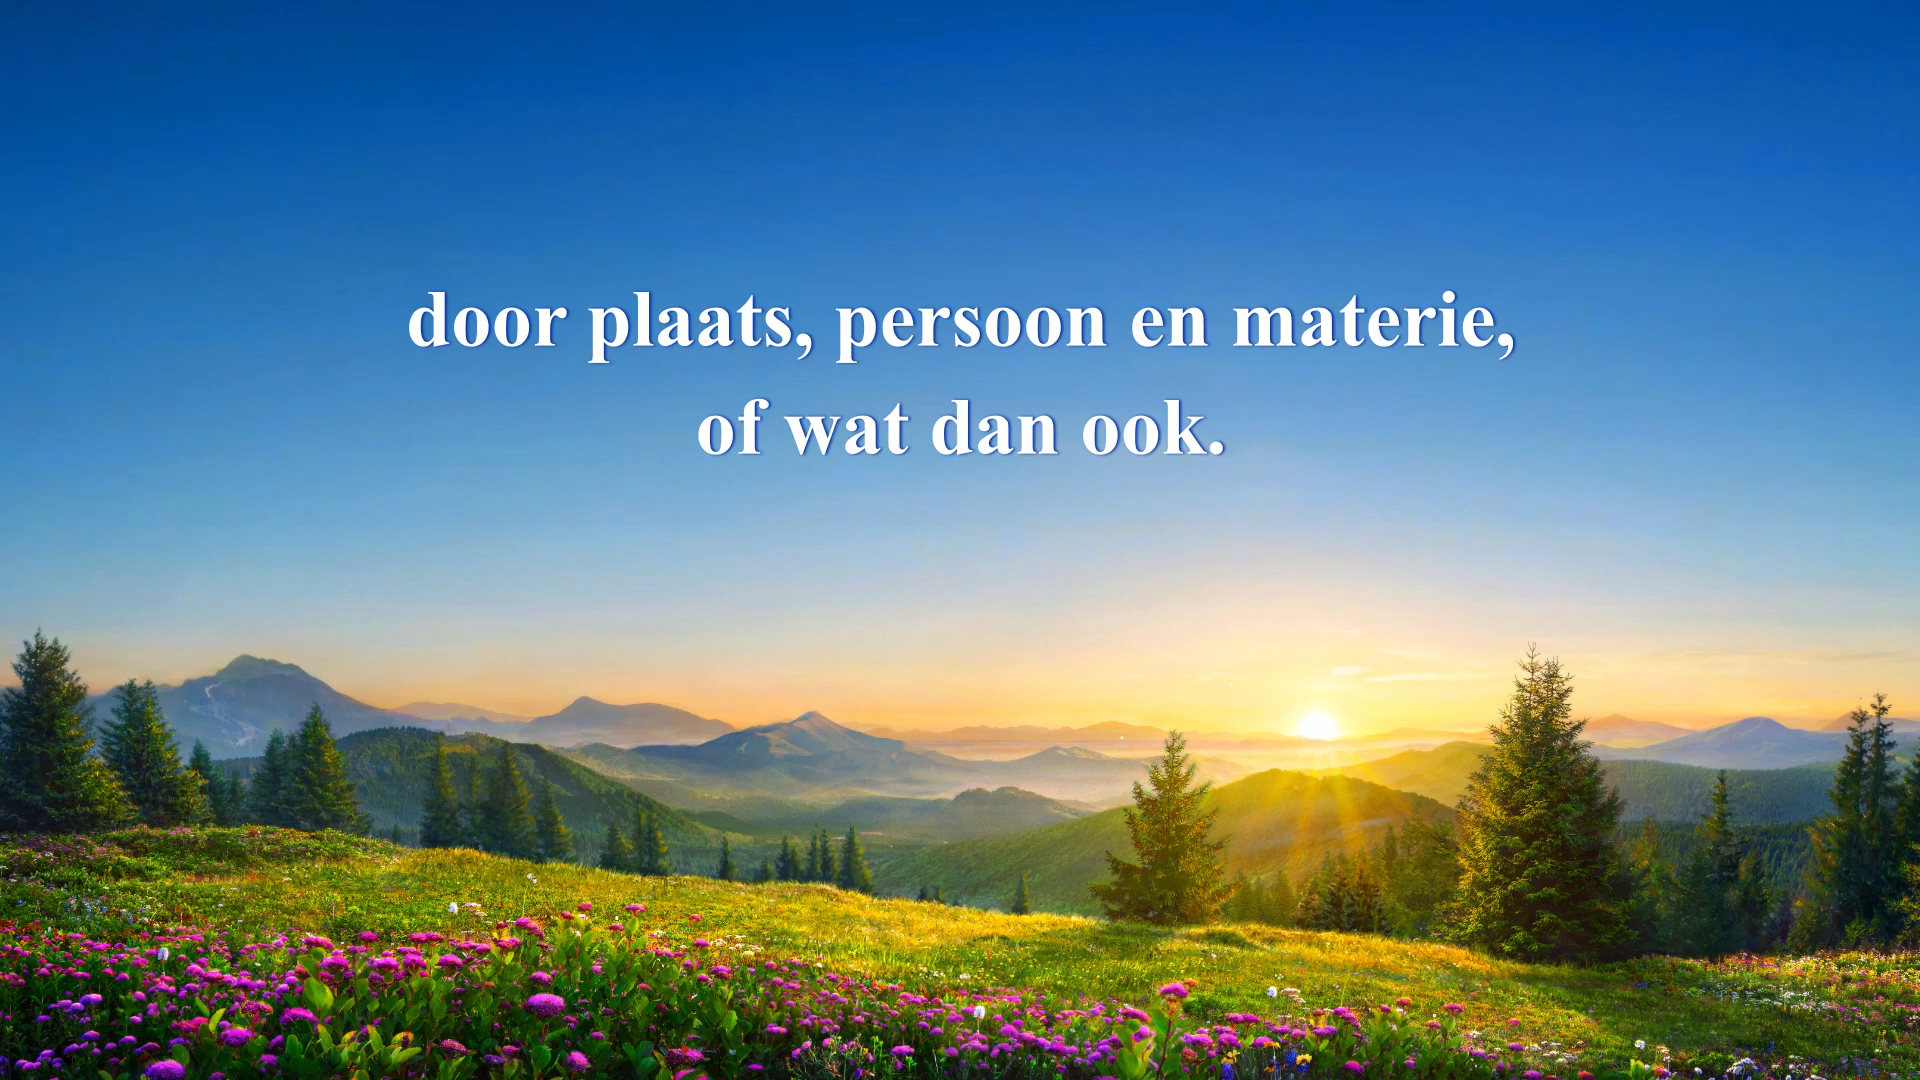 door plaats, persoon en materie,
of wat dan ook.